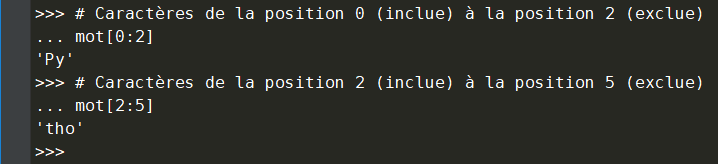 >>> # Caractères de la position 0 (inclue) à la position 2 (exclue)
... mot[0:2]
'Py'
>>> # Caractères de la position 2 (inclue) à la position 5 (exclue)
... mot[2:5]
'tho'
>>>